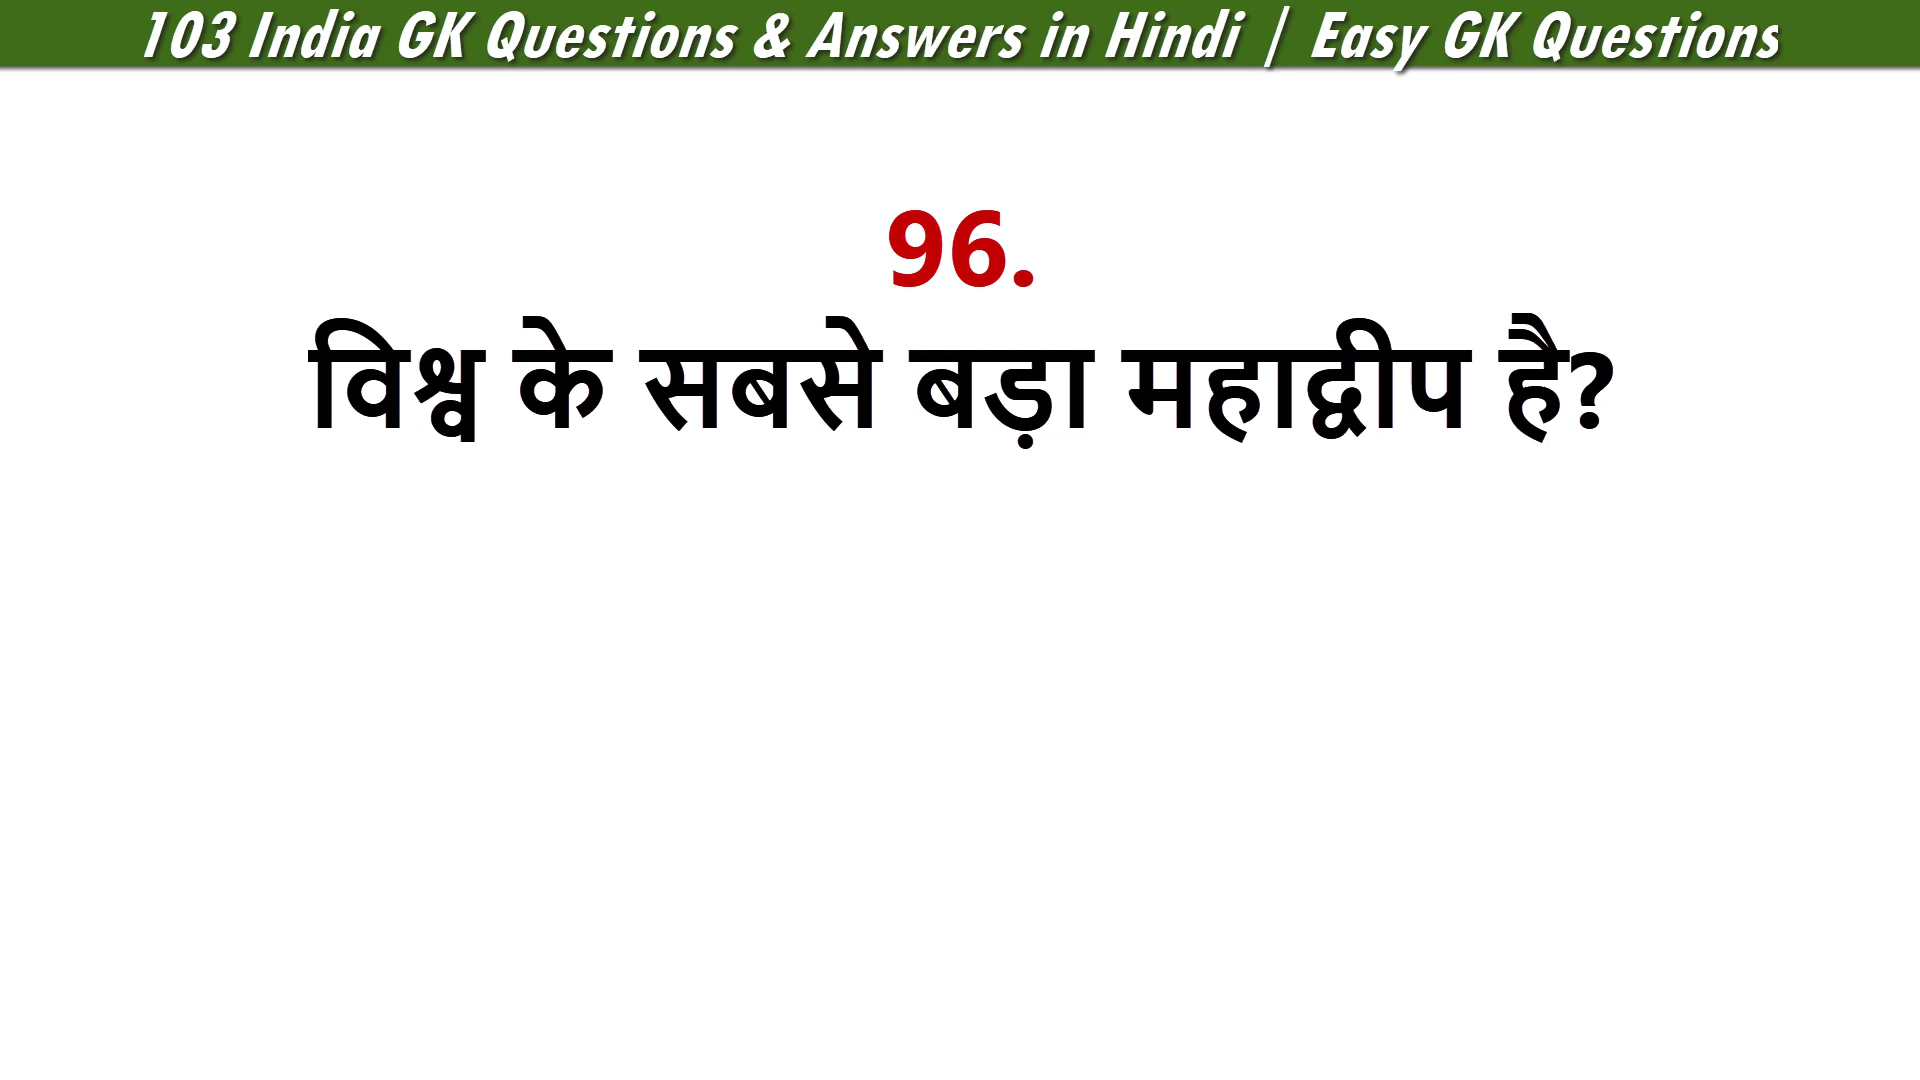 103 India GK Questions & Answers in Hindi | Easy GK Questions
96.
विश्व के सबसे बड़ा महाद्वीप है?